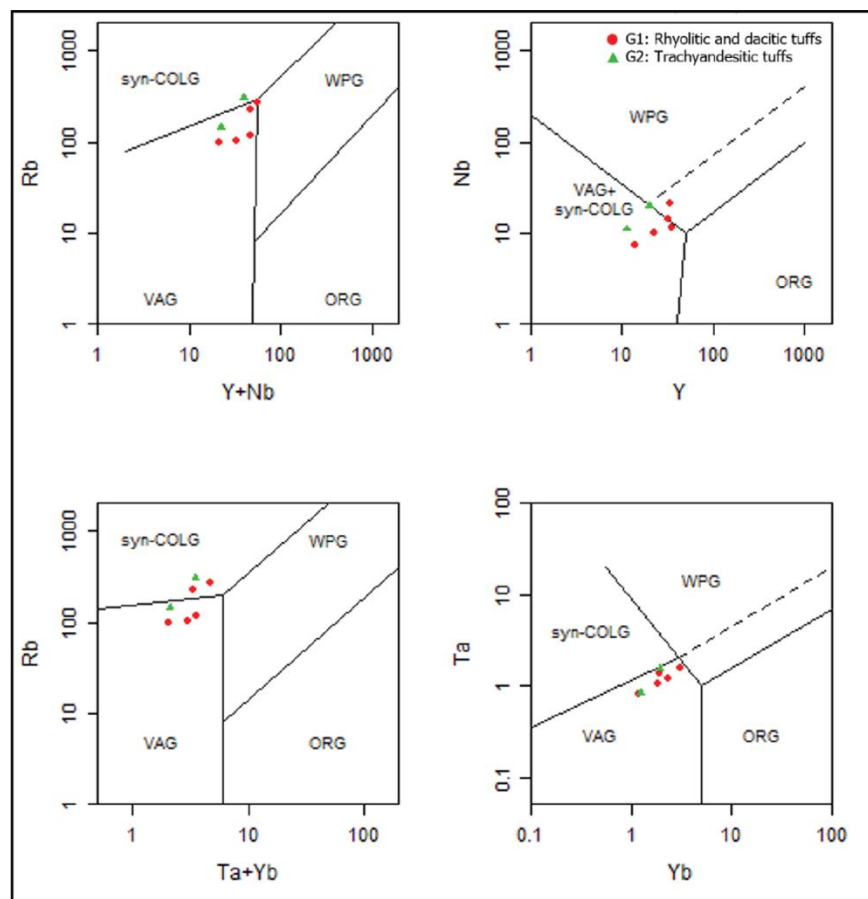 G1: Rhyolitic and dacitic tuffs
G2: Trachyandesitic tuffs
1000
100
10
1
Rb
syn-COLG
WPG
VAG
ORG
1
10
100
1000
Y+Nb
1000
100
10
1
Nb
WPG
VAG+
syn-COLG
ORG
1
10
100
1000
Y
1000
100
10
1
Rb
syn-COLG
WPG
VAG
ORG
1
10
100
Ta+Yb
100
10
1
0.1
Ta
WPG
syn-COLG
VAG
ORG
0.1
1
10
100
Yb